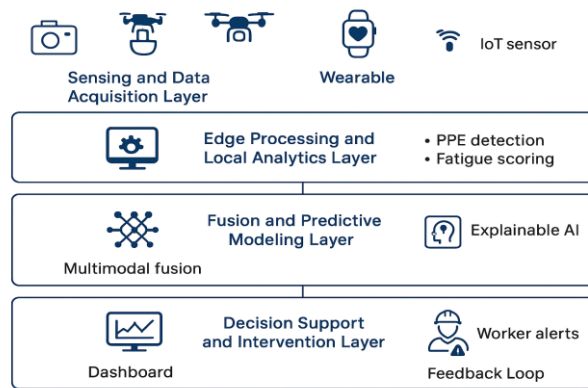 Sensing and Data
Acquisition Layer
Wearable
IoT sensor
Edge Processing and
Local Analytics Layer
• PPE detection
• Fatigue scoring
Fusion and Predictive
Modeling Layer
Multimodal fusion
Explainable AI
Decision Support
and Intervention Layer
Dashboard
Worker alerts
Feedback Loop